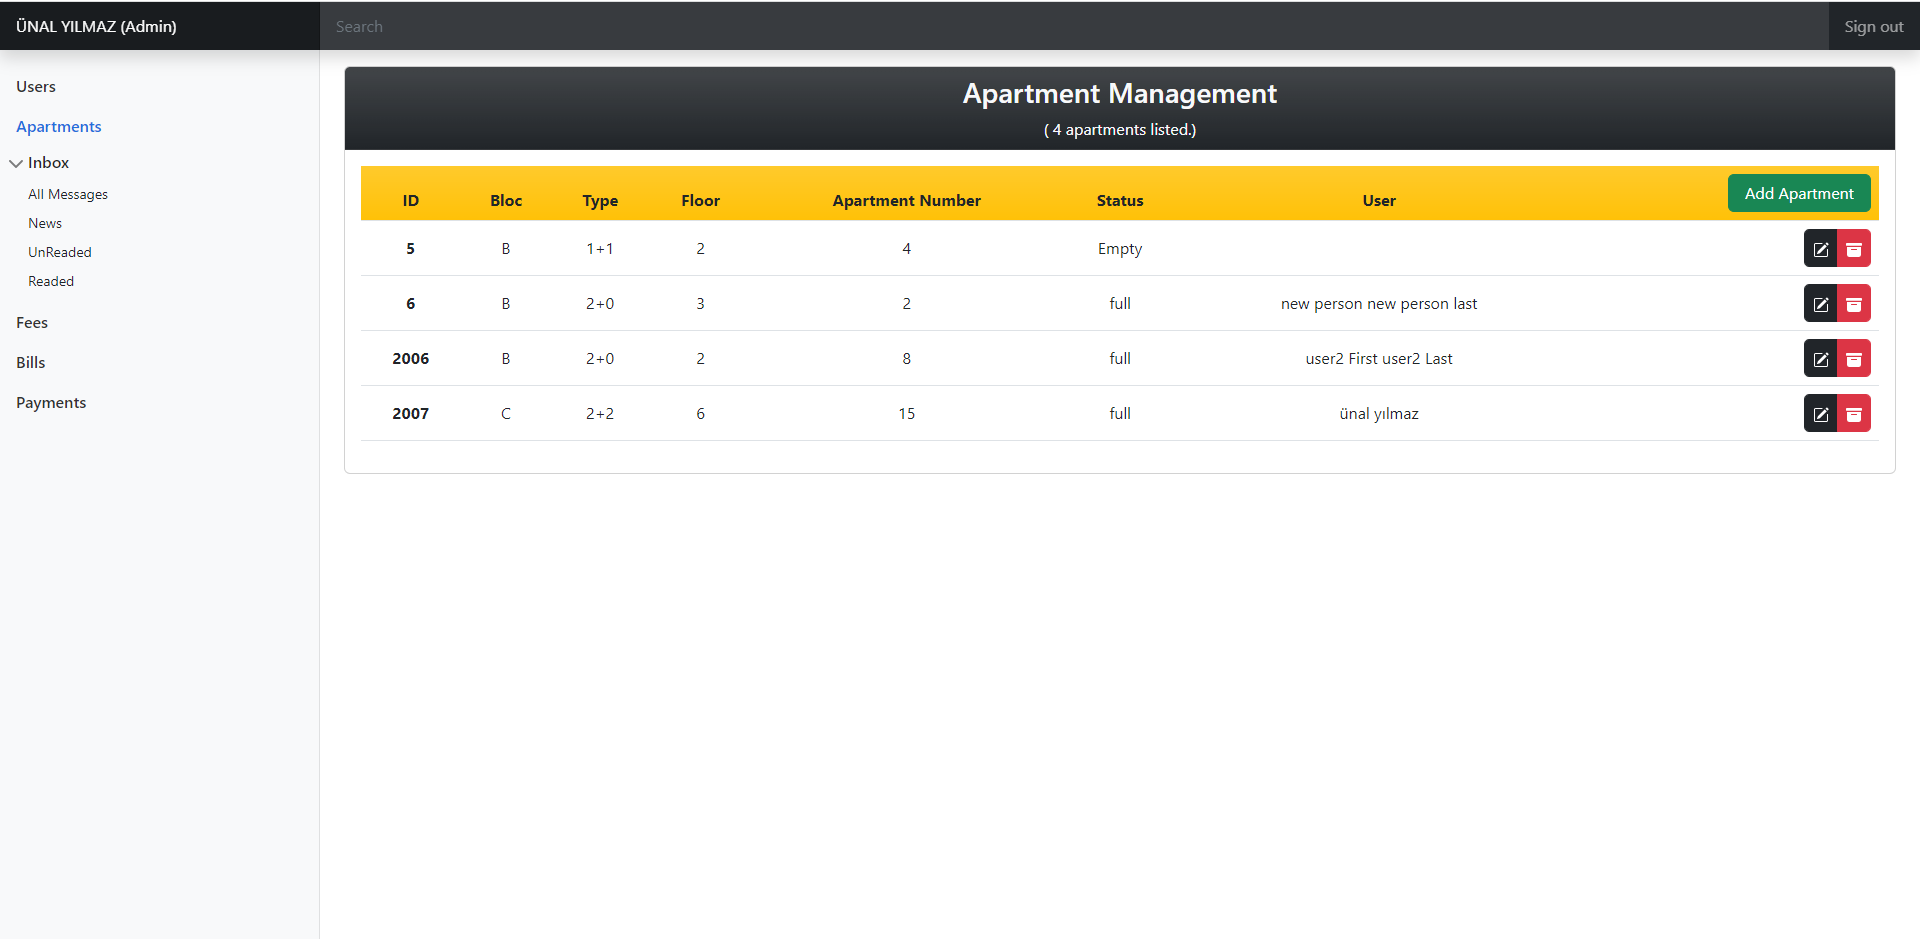 ÜNAL YILMAZ (Admin) Search Sign out
Users
Apartments
Inbox
All Messages
News
UnReaded
Readed
Fees
Bills
Payments
Apartment Management
( 4 apartments listed.)
ID Bloc Type Floor Apartment Number Status User Add Apartment
5 B 1+1 2 4 Empty
6 B 2+0 3 2 full new person new person last
2006 B 2+0 2 8 full user2 First user2 Last
2007 C 2+2 6 15 full ünal yılmaz